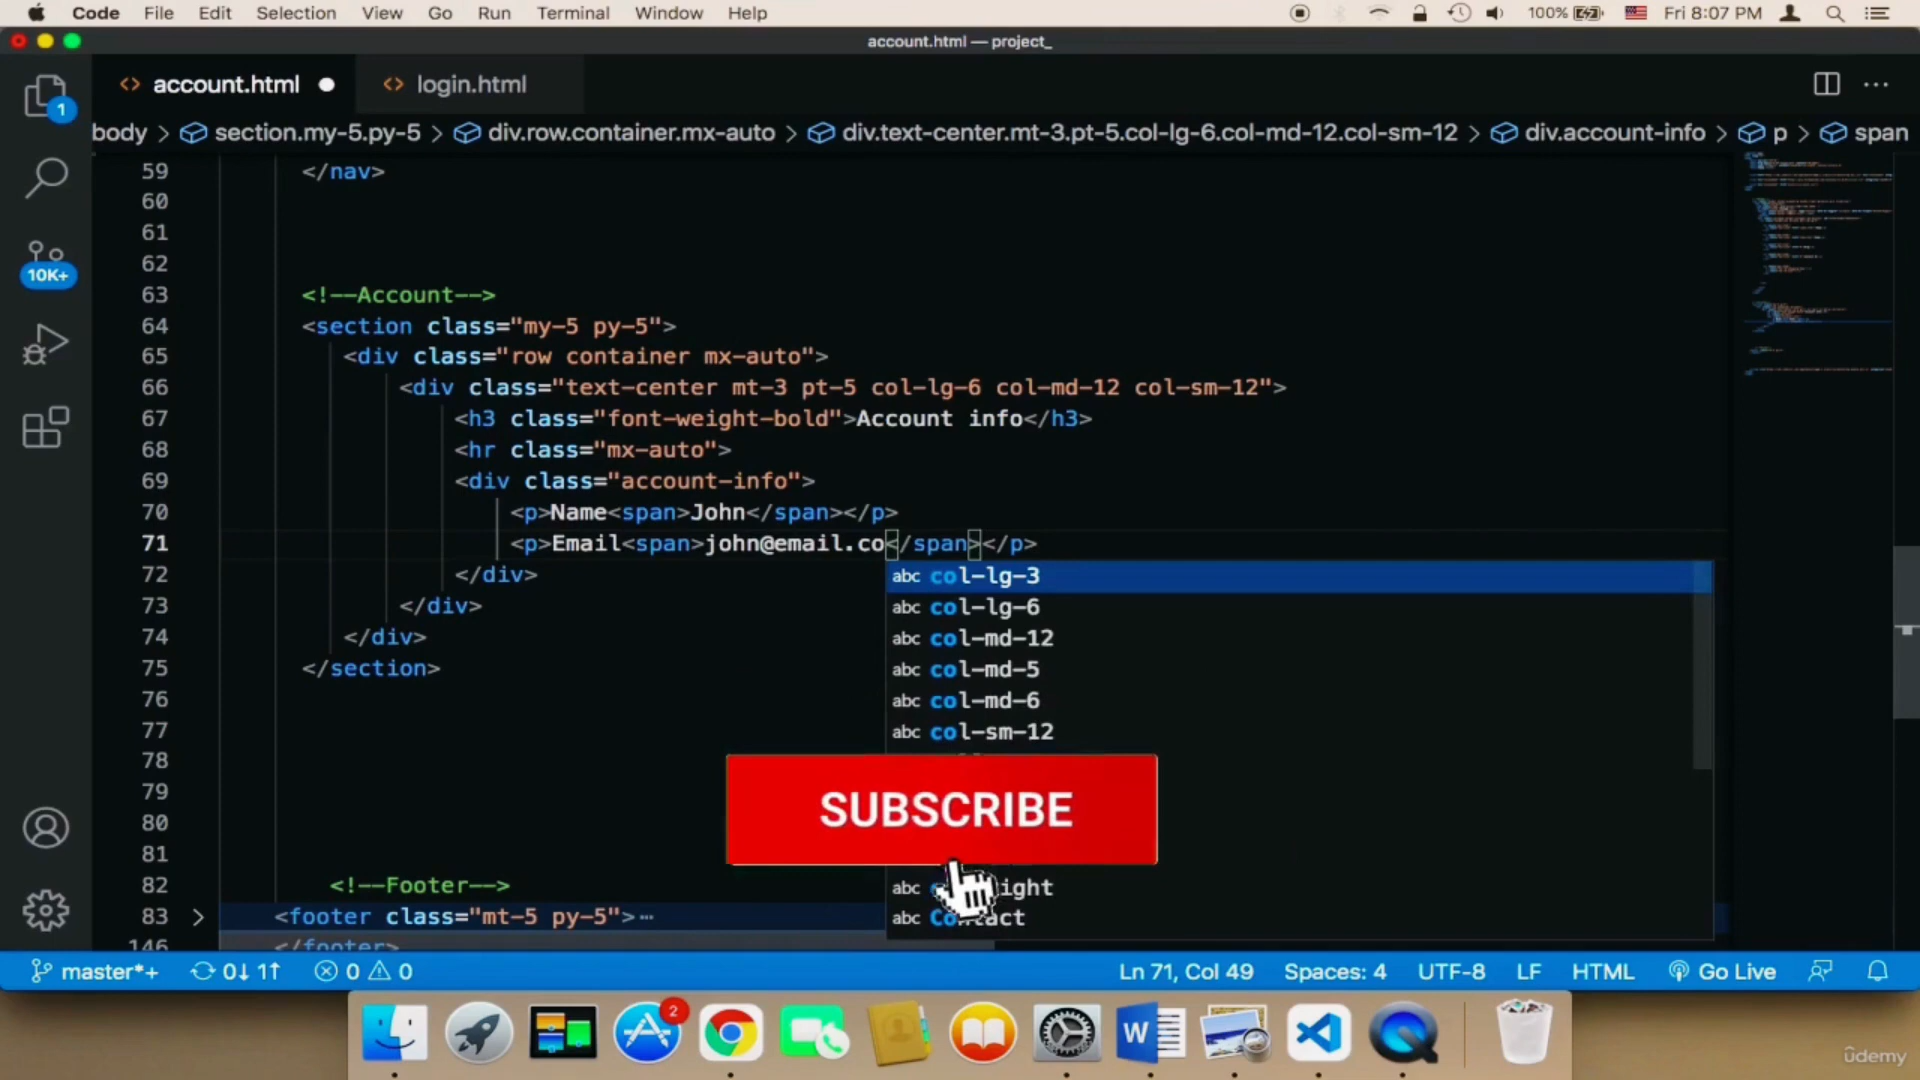 Code File Edit Selection View Go Run Terminal Window Help 100% Fri 8:07 PM
account.html — project_
account.html login.html
1
body > section.my-5.py-5 > div.row.container.mx-auto > div.text-center.mt-3.pt-5.col-lg-6.col-md-12.col-sm-12 > div.account-info > p > span
59 </nav>
60
61
62
10K+
63 <!--Account-->
64 <section class="my-5 py-5">
65 <div class="row container mx-auto">
66 <div class="text-center mt-3 pt-5 col-lg-6 col-md-12 col-sm-12">
67 <h3 class="font-weight-bold">Account info</h3>
68 <hr class="mx-auto">
69 <div class="account-info">
70 <p>Name<span>John</span></p>
71 <p>Email<span>john@email.co</span></p>
72 </div>
73 </div>
74 </div>
75 </section>
76
77
78
79
80
81
82 <!--Footer-->
83 <footer class="mt-5 py-5">…
146 </footer>
abc col-lg-3
abc col-lg-6
abc col-md-12
abc col-md-5
abc col-md-6
abc col-sm-12
SUBSCRIBE
abc
abc Contact
master*+ 0↓ 1↑ 0 0 Ln 71, Col 49 Spaces: 4 UTF-8 LF HTML Go Live
2
W
ûdemy